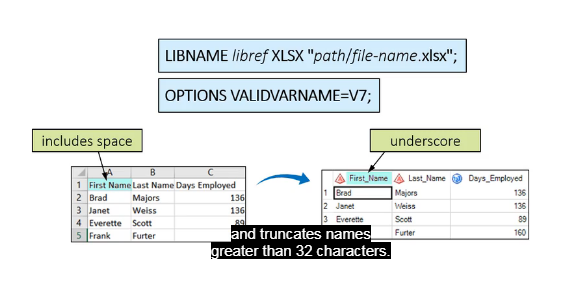 LIBNAME libref XLSX "path/file-name.xlsx";
OPTIONS VALIDVARNAME=V7;
includes space
underscore
A B C
1 First Name Last Name Days Employed
2 Brad Majors 136
3 Janet Weiss 136
4 Everette Scott 89
5 Frank Furter
First_Name Last_Name Days_Employed
1 Brad Majors 136
2 Janet Weiss 136
3 Everette Scott 89
Furter 160
and truncates names
greater than 32 characters.